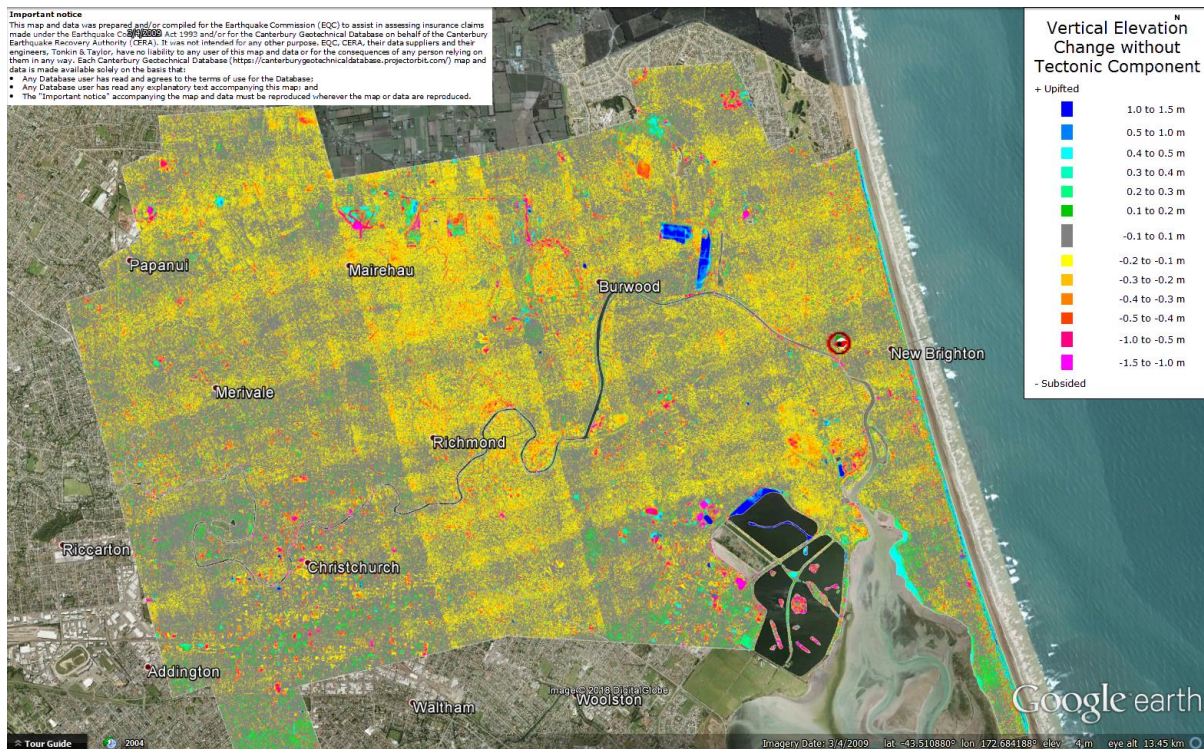 Important notice
This map and data was prepared and/or compiled for the Earthquake Commission (EQC) to assist in assessing insurance claims
made under the Earthquake Act 1993 and/or for the Canterbury Geotechnical Database on behalf of the Canterbury
3/4/2009
Earthquake Recovery Authority (CERA). It was not intended for any other purpose. EQC, CERA, their data suppliers and their
engineers, Tonkin & Taylor, have no liability to any user of this map and data or for the consequences of any person relying on
them in any way. Each Canterbury Geotechnical Database (https://canterburygeotechnicaldatabase.projectorbit.com/) map and
data is made available solely on the basis that:
• Any Database user has read and agrees to the terms of use for the Database;
• Any Database user has read any explanatory text accompanying this map; and
• The "Important notice" accompanying the map and data must be reproduced wherever the map or data are reproduced.
N
Vertical Elevation
Change without
Tectonic Component
+ Uplifted
1.0 to 1.5 m
0.5 to 1.0 m
0.4 to 0.5 m
0.3 to 0.4 m
0.2 to 0.3 m
0.1 to 0.2 m
-0.1 to 0.1 m
-0.2 to -0.1 m
-0.3 to -0.2 m
-0.4 to -0.3 m
-0.5 to -0.4 m
-1.0 to -0.5 m
-1.5 to -1.0 m
- Subsided
Papanui
Mairehau
Burwood
New Brighton
Merivale
Richmond
Riccarton
Christchurch
Addington
Waltham
Woolston
Image © 2018 DigitalGlobe
Google earth
Tour Guide
2004
Imagery Date: 3/4/2009 lat -43.510880° lon 172.684188° elev 4 m eye alt 13.45 km